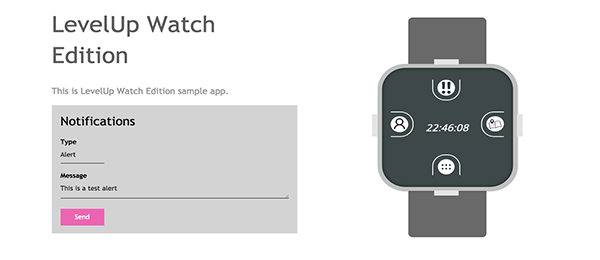 LevelUp Watch
Edition
This is LevelUp Watch Edition sample app.
Notifications
Type
Alert
Message
This is a test alert
Send
22:46:08